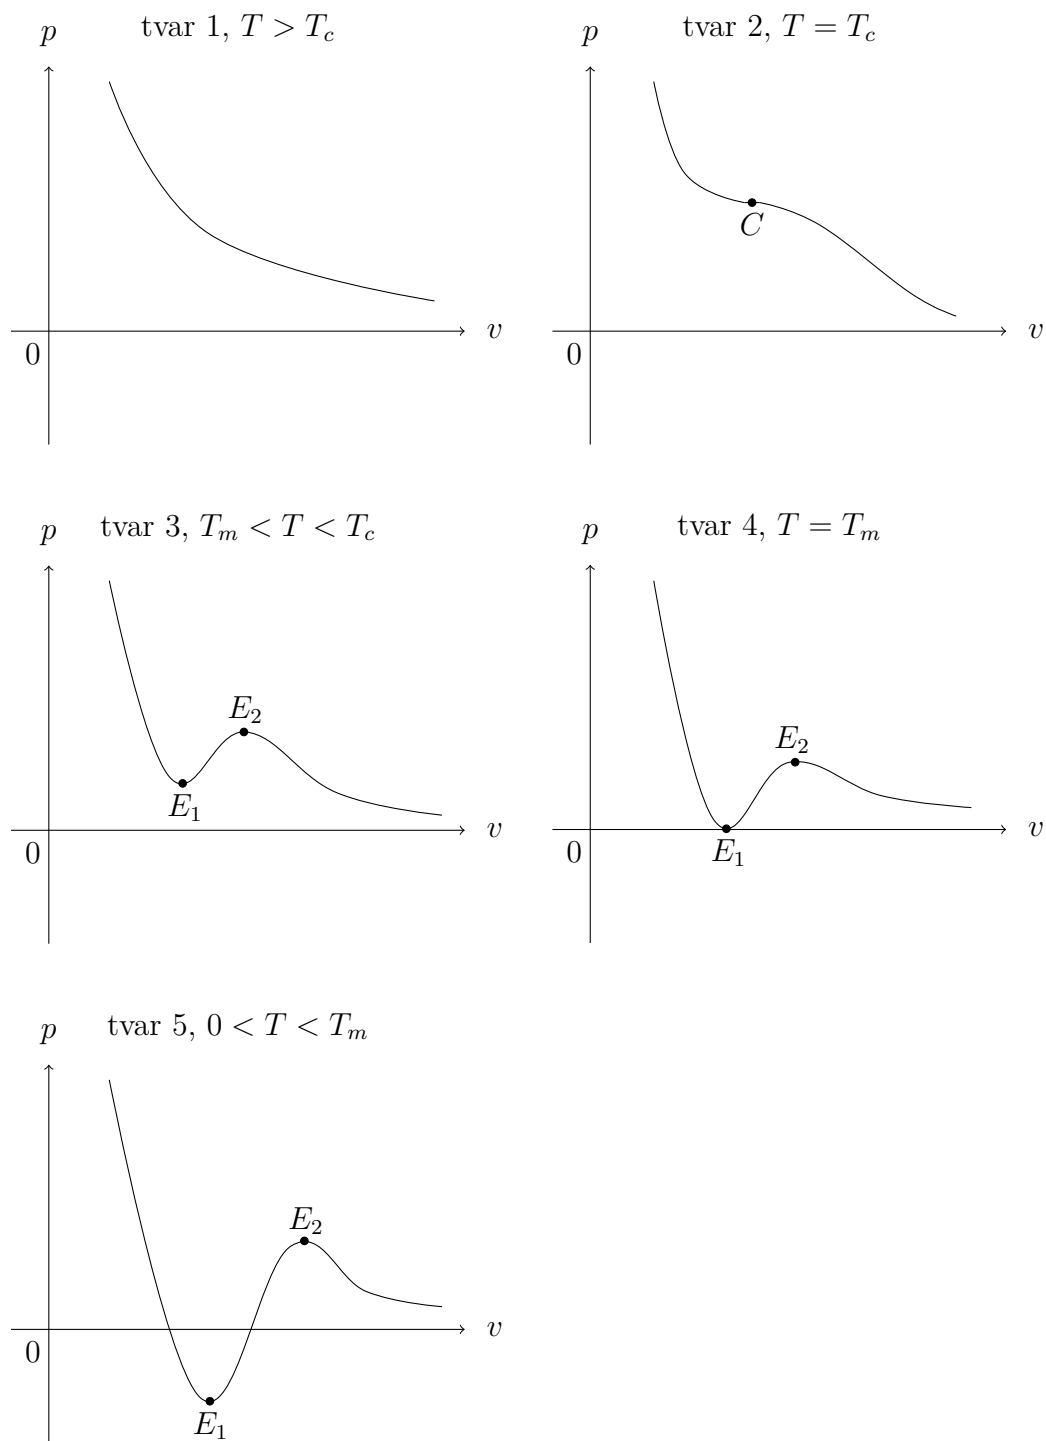 p tvar 1, $T > T_c$
v
0
p tvar 2, $T = T_c$
C
v
0
p tvar 3, $T_m < T < T_c$
$E_2$
$E_1$
v
0
p tvar 4, $T = T_m$
$E_2$
v
0
$E_1$
p tvar 5, $0 < T < T_m$
$E_2$
v
0
$E_1$